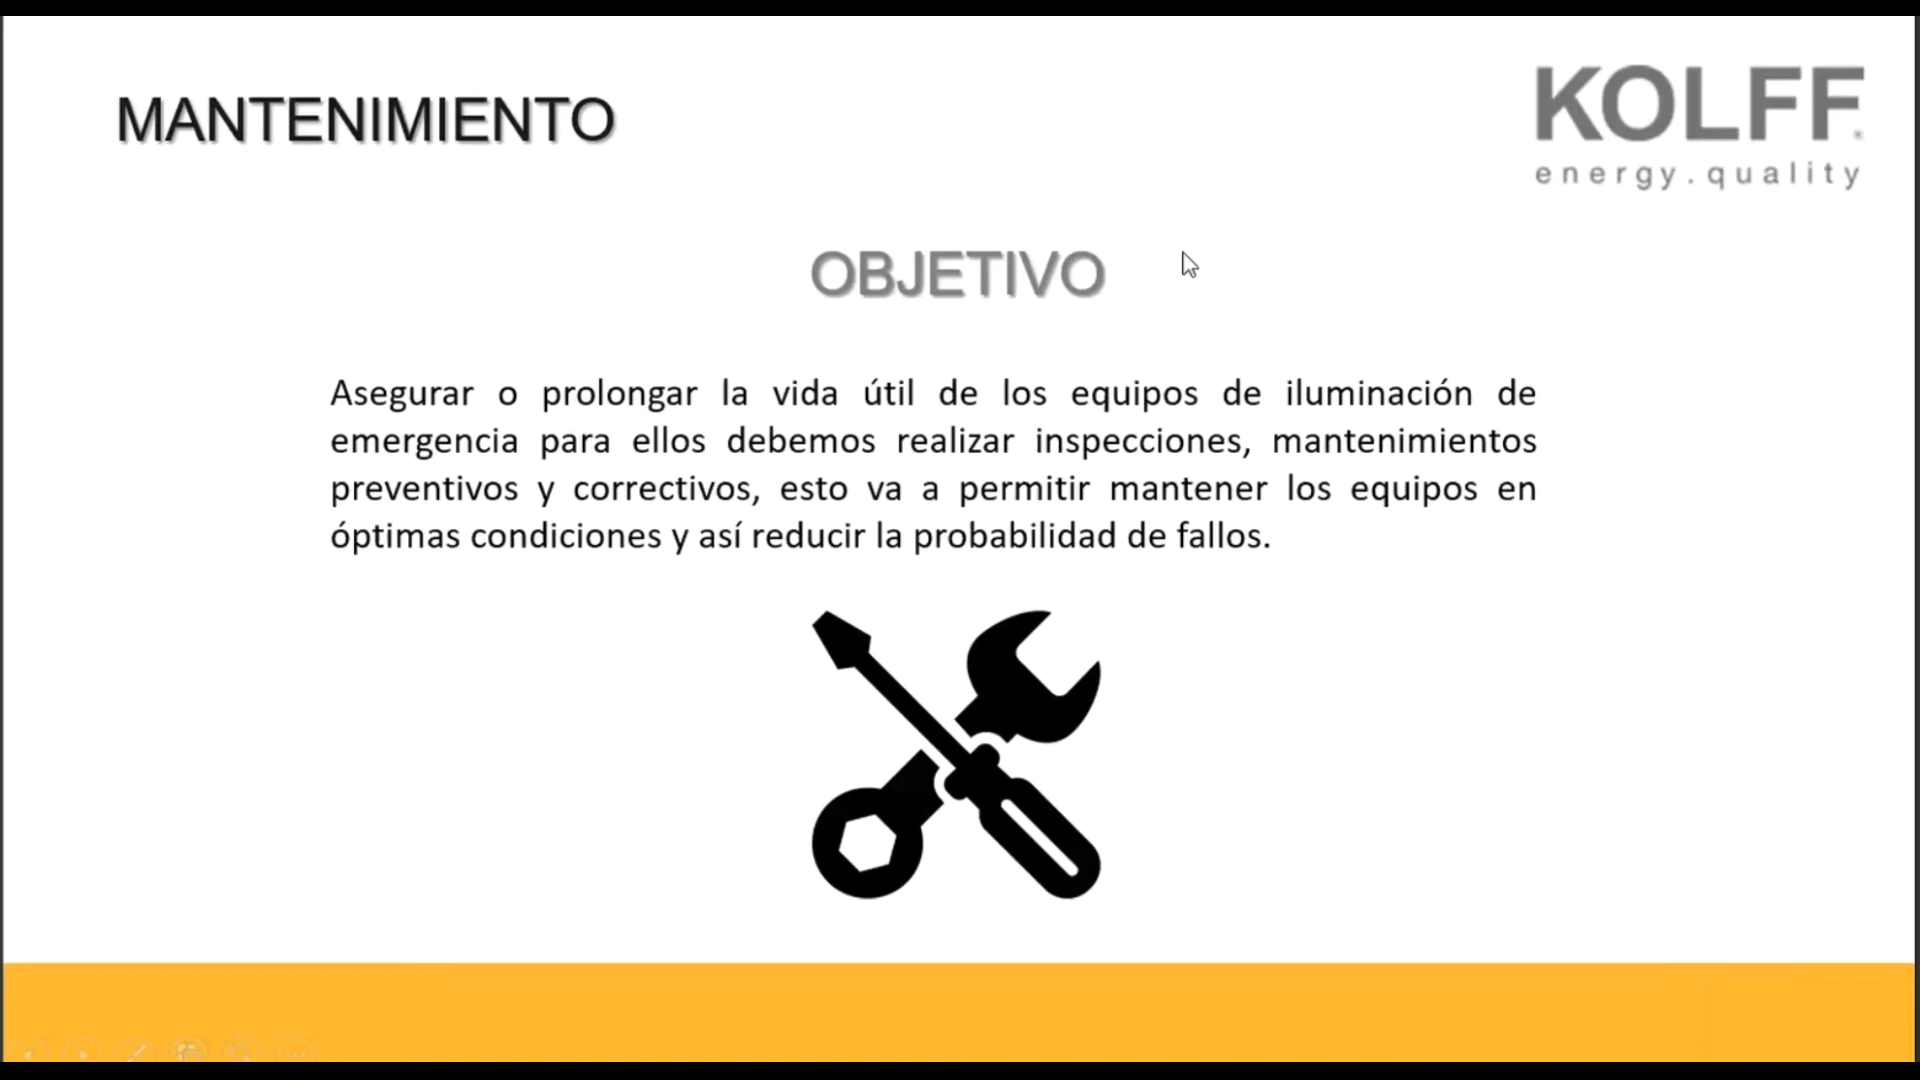 MANTENIMIENTO
KOLFF
energy.quality
OBJETIVO
Asegurar o prolongar la vida útil de los equipos de iluminación de
emergencia para ellos debemos realizar inspecciones, mantenimientos
preventivos y correctivos, esto va a permitir mantener los equipos en
óptimas condiciones y así reducir la probabilidad de fallos.